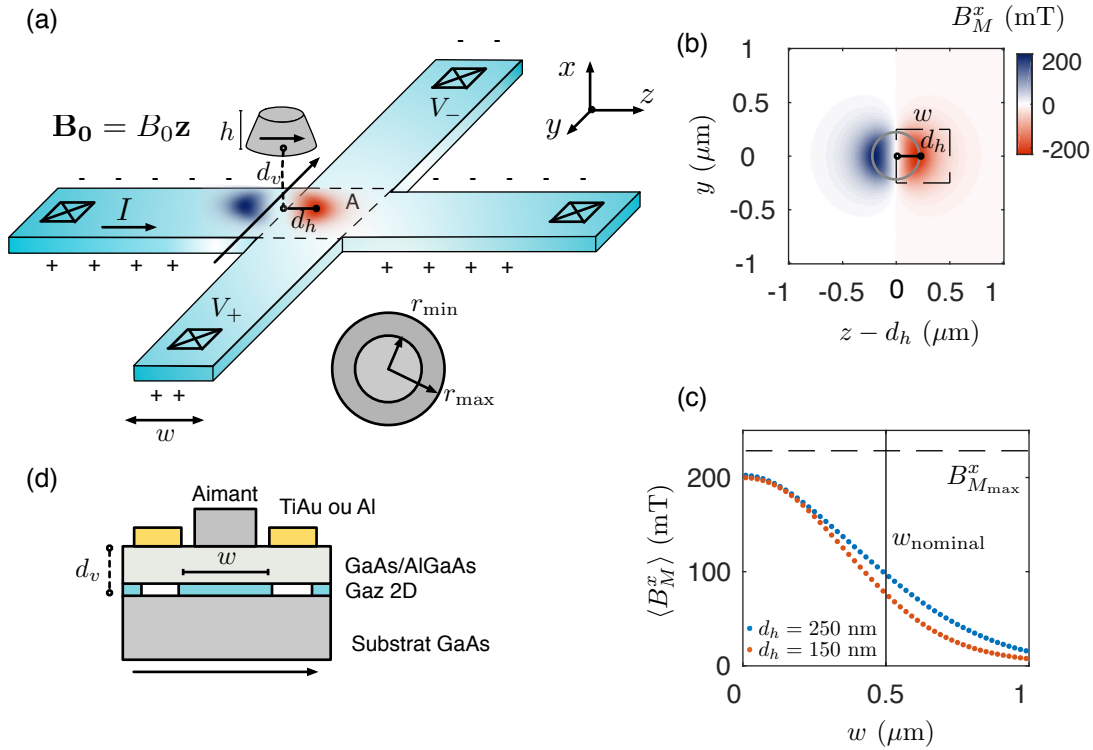 (a)
B₀ = B₀z
h
d_v
x
y
z
V_−
- -
- - - - - -
- - - - -
I
d_h
A
+ + + +
+ + + +
V_+
+ +
w
r_min
r_max
(b)
B_M^x (mT)
200
0
-200
1
0.5
0
-0.5
-1
y (μm)
w
d_h
-1
-0.5
0
0.5
1
z − d_h (μm)
(c)
200
100
0
⟨B_M^x⟩ (mT)
B_{M_max}^x
w_nominal
d_h = 250 nm
d_h = 150 nm
0
0.5
1
w (μm)
(d)
Aimant
TiAu ou Al
d_v
w
GaAs/AlGaAs
Gaz 2D
Substrat GaAs